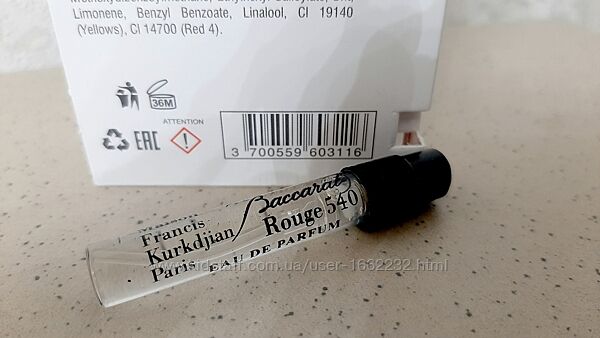 Limonene, Benzyl Benzoate, Linalool, CI 19140
(Yellows), CI 14700 (Red 4).
36M
ATTENTION
EAC
3 700559 603116
Baccarat
Francis
Rouge 540
Kurkdjian
Paris EAU DE PARFUM